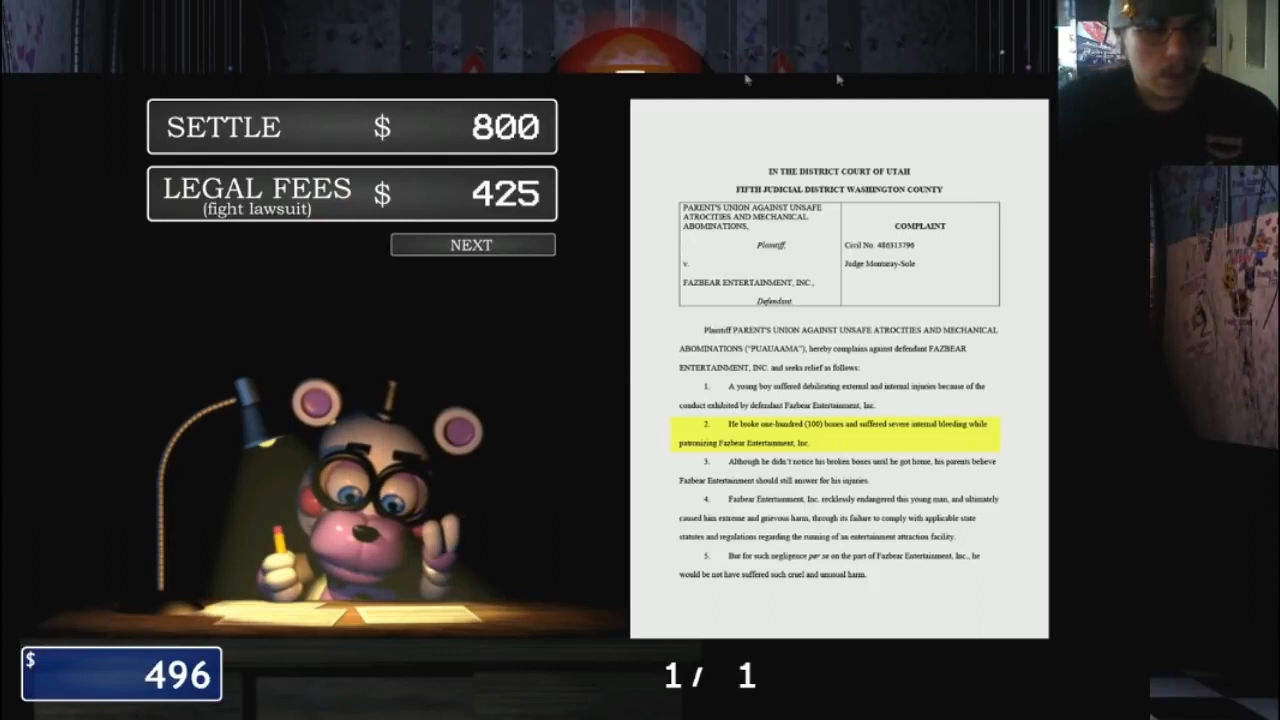 SETTLE $ 800
LEGAL FEES $ 425
(fight lawsuit)
NEXT
IN THE DISTRICT COURT OF UTAH
FIFTH JUDICIAL DISTRICT WASHINGTON COUNTY
PARENT'S UNION AGAINST UNSAFE
ATROCITIES AND MECHANICAL
ABOMINATIONS,
Plaintiff,
v.
FAZBEAR ENTERTAINMENT, INC.,
Defendant
COMPLAINT
Civil No. 486313796
Judge Montaray-Sole
Plaintiff PARENT'S UNION AGAINST UNSAFE ATROCITIES AND MECHANICAL
ABOMINATIONS ("PUAUAAMA"), hereby complains against defendant FAZBEAR
ENTERTAINMENT, INC. and seeks relief as follows:
1. A young boy suffered debilitating external and internal injuries because of the
conduct exhibited by defendant Fazbear Entertainment, Inc.
2. He broke one-hundred (100) bones and suffered severe internal bleeding while
patronizing Fazbear Entertainment, Inc.
3. Although he didn't notice his broken bones until he got home, his parents believe
Fazbear Entertainment should still answer for his injuries.
4. Fazbear Entertainment, Inc. recklessly endangered this young man, and ultimately
caused him extreme and grievous harm, through its failure to comply with applicable state
statutes and regulations regarding the running of an entertainment attraction facility.
5. But for such negligence per se on the part of Fazbear Entertainment, Inc., he
would be not have suffered such cruel and unusual harm.
$ 496
1 / 1